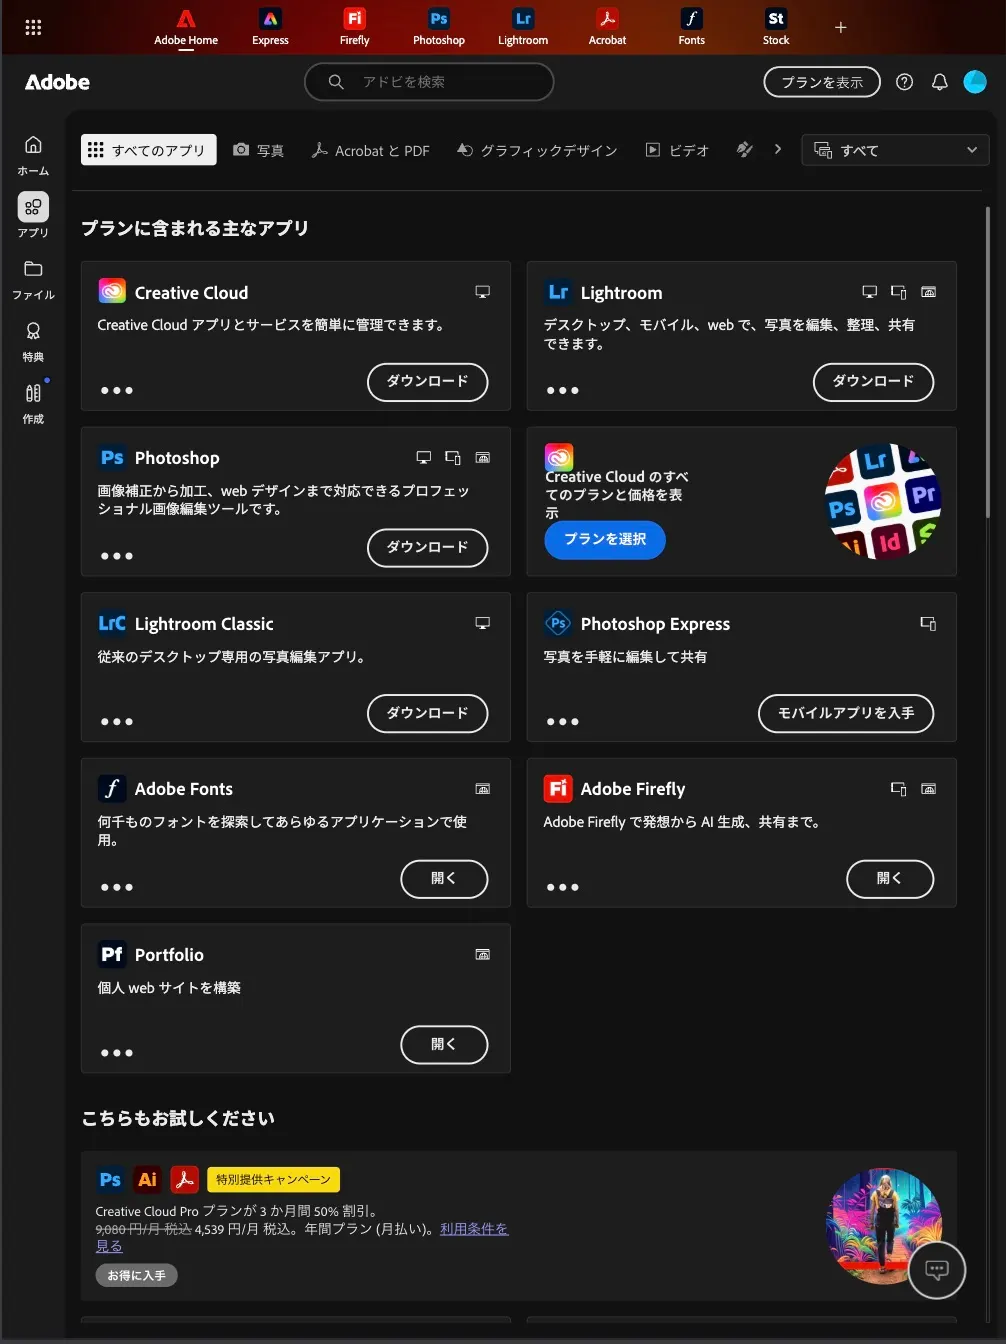 Adobe Home
Express
Firefly
Photoshop
Lightroom
Acrobat
Fonts
Stock
Fi
Ps
Lr
f
St
Adobe
アドビを検索
プランを表示
すべてのアプリ
写真
Acrobat と PDF
グラフィックデザイン
ビデオ
すべて
ホーム
アプリ
ファイル
特典
作成
プランに含まれる主なアプリ
Creative Cloud
Creative Cloud アプリとサービスを簡単に管理できます。
ダウンロード
Lr Lightroom
デスクトップ、モバイル、web で、写真を編集、整理、共有
できます。
ダウンロード
Ps Photoshop
画像補正から加工、web デザインまで対応できるプロフェッ
ショナル画像編集ツールです。
ダウンロード
Creative Cloud のすべ
てのプランと価格を表
示
プランを選択
Lr
Ps
Pr
Ai
Id
LrC Lightroom Classic
従来のデスクトップ専用の写真編集アプリ。
ダウンロード
Ps Photoshop Express
写真を手軽に編集して共有
モバイルアプリを入手
f Adobe Fonts
何千ものフォントを探索してあらゆるアプリケーションで使
用。
開く
Fi Adobe Firefly
Adobe Firefly で発想から AI 生成、共有まで。
開く
Pf Portfolio
個人 web サイトを構築
開く
こちらもお試しください
Ps Ai 特別提供キャンペーン
Creative Cloud Pro プランが 3 か月間 50% 割引。
9,080 円/月 税込 4,539 円/月 税込。年間プラン (月払い)。利用条件を
見る
お得に入手